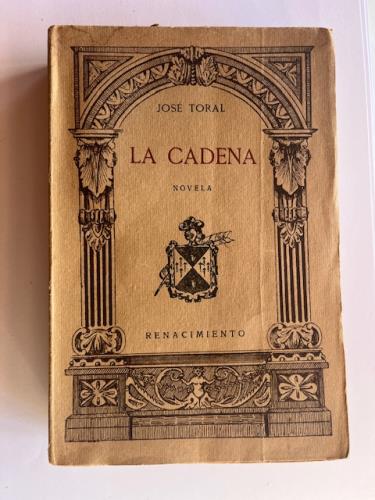 JOSÉ TORAL
LA CADENA
NOVELA
RENACIMIENTO